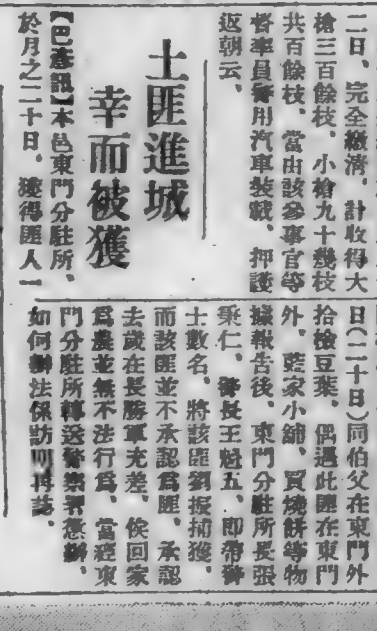 二日、完全繳清、計收得大
槍三百餘枝、小槍九十幾枝
共百餘枝、當由該參事官等
督率員警用汽車裝載、押護
返朝云、
土匪進城
幸而被獲
【巴彥訊】本邑東門分駐所、
於月之二十日、獲得匪人一
日(二十日)同伯父在東門外
拾檢豆葉、偶遇此匪在東門
外、藍家小舖、買燒餅等物
據報告後、東門分駐所長張
秉仁、警長王魁五、即帶警
士數名、將該匪劉振捕獲、
而該匪並不承認為匪、承認
去歲在長勝軍充差、俟回家
為農並無不法行為、當經東
門分駐所轉送警察署懲辦、
如何辦法俟訪明再誌、